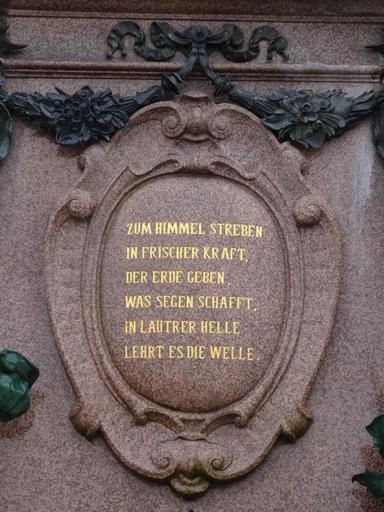 ZUM HIMMEL STREBEN
IN FRISCHER KRAFT,
DER ERDE GEBEN,
WAS SEGEN SCHAFFT,
IN LAUTRER HELLE
LEHRT ES DIE WELLE.